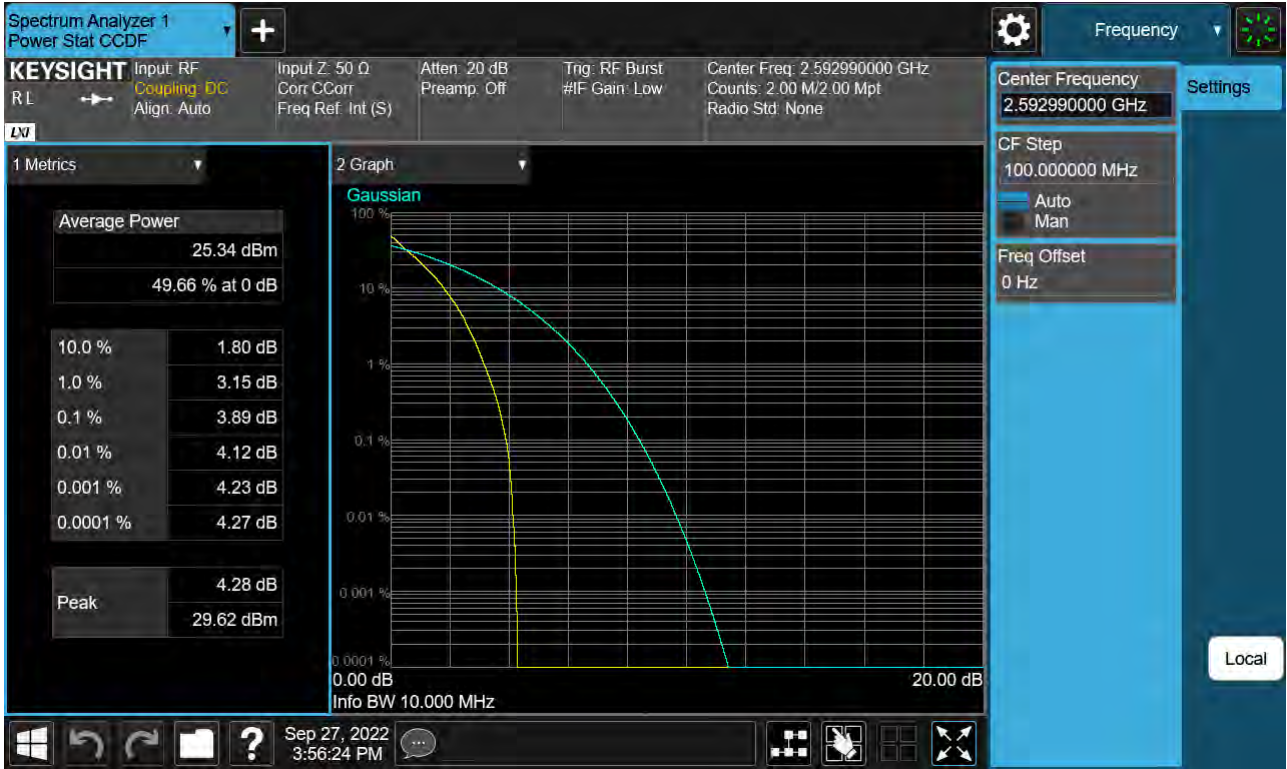 Spectrum Analyzer 1
Power Stat CCDF
+
Frequency
KEYSIGHT
R L
LXI
Input: RF
Coupling: DC
Align: Auto
Input Z: 50 Ω
Corr CCorr
Freq Ref: Int (S)
Atten: 20 dB
Preamp: Off
Trig: RF Burst
#IF Gain: Low
Center Freq: 2.592990000 GHz
Counts: 2.00 M/2.00 Mpt
Radio Std: None
Center Frequency
2.592990000 GHz
Settings
CF Step
100.000000 MHz
Auto
Man
Freq Offset
0 Hz
1 Metrics
Average Power
25.34 dBm
49.66 % at 0 dB
10.0 % 1.80 dB
1.0 % 3.15 dB
0.1 % 3.89 dB
0.01 % 4.12 dB
0.001 % 4.23 dB
0.0001 % 4.27 dB
Peak
4.28 dB
29.62 dBm
2 Graph
Gaussian
100 %
10 %
1 %
0.1 %
0.01 %
0.001 %
0.0001 %
0.00 dB 20.00 dB
Info BW 10.000 MHz
Local
?
Sep 27, 2022
3:56:24 PM